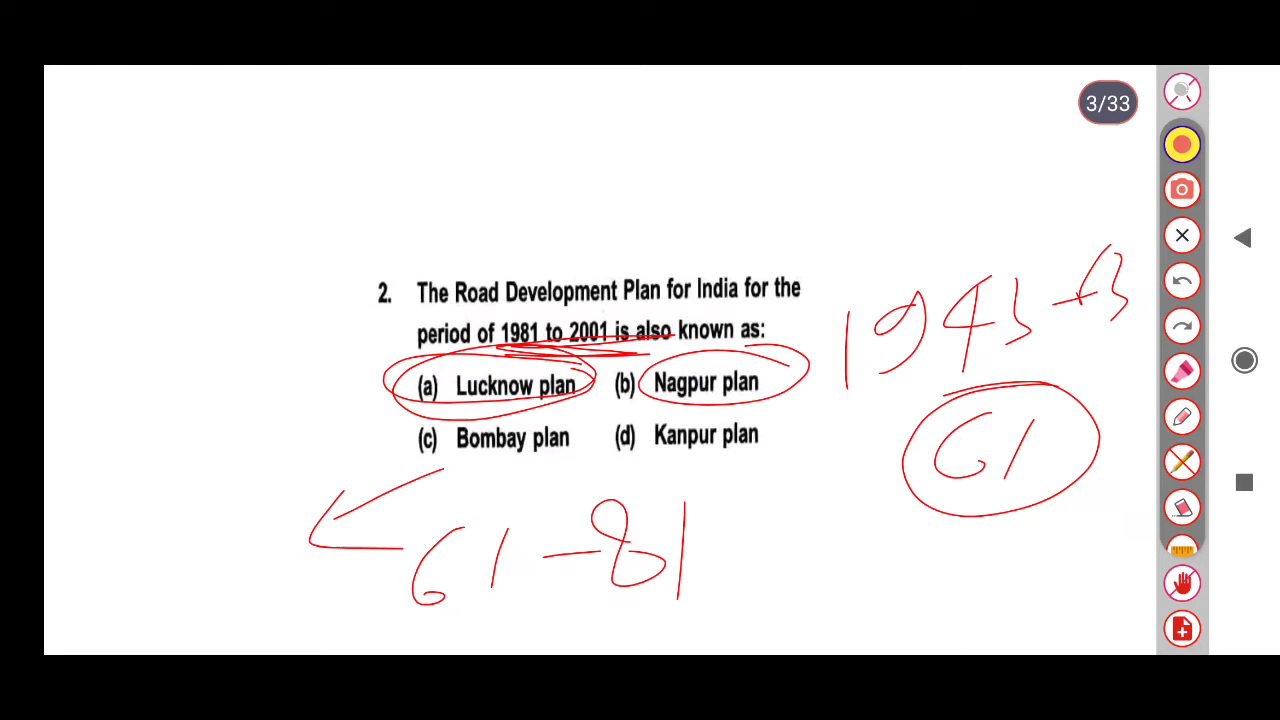 3/33
2. The Road Development Plan for India for the
period of 1981 to 2001 is also known as:
(a) Lucknow plan (b) Nagpur plan
(c) Bombay plan (d) Kanpur plan
1943-63
61
61-81